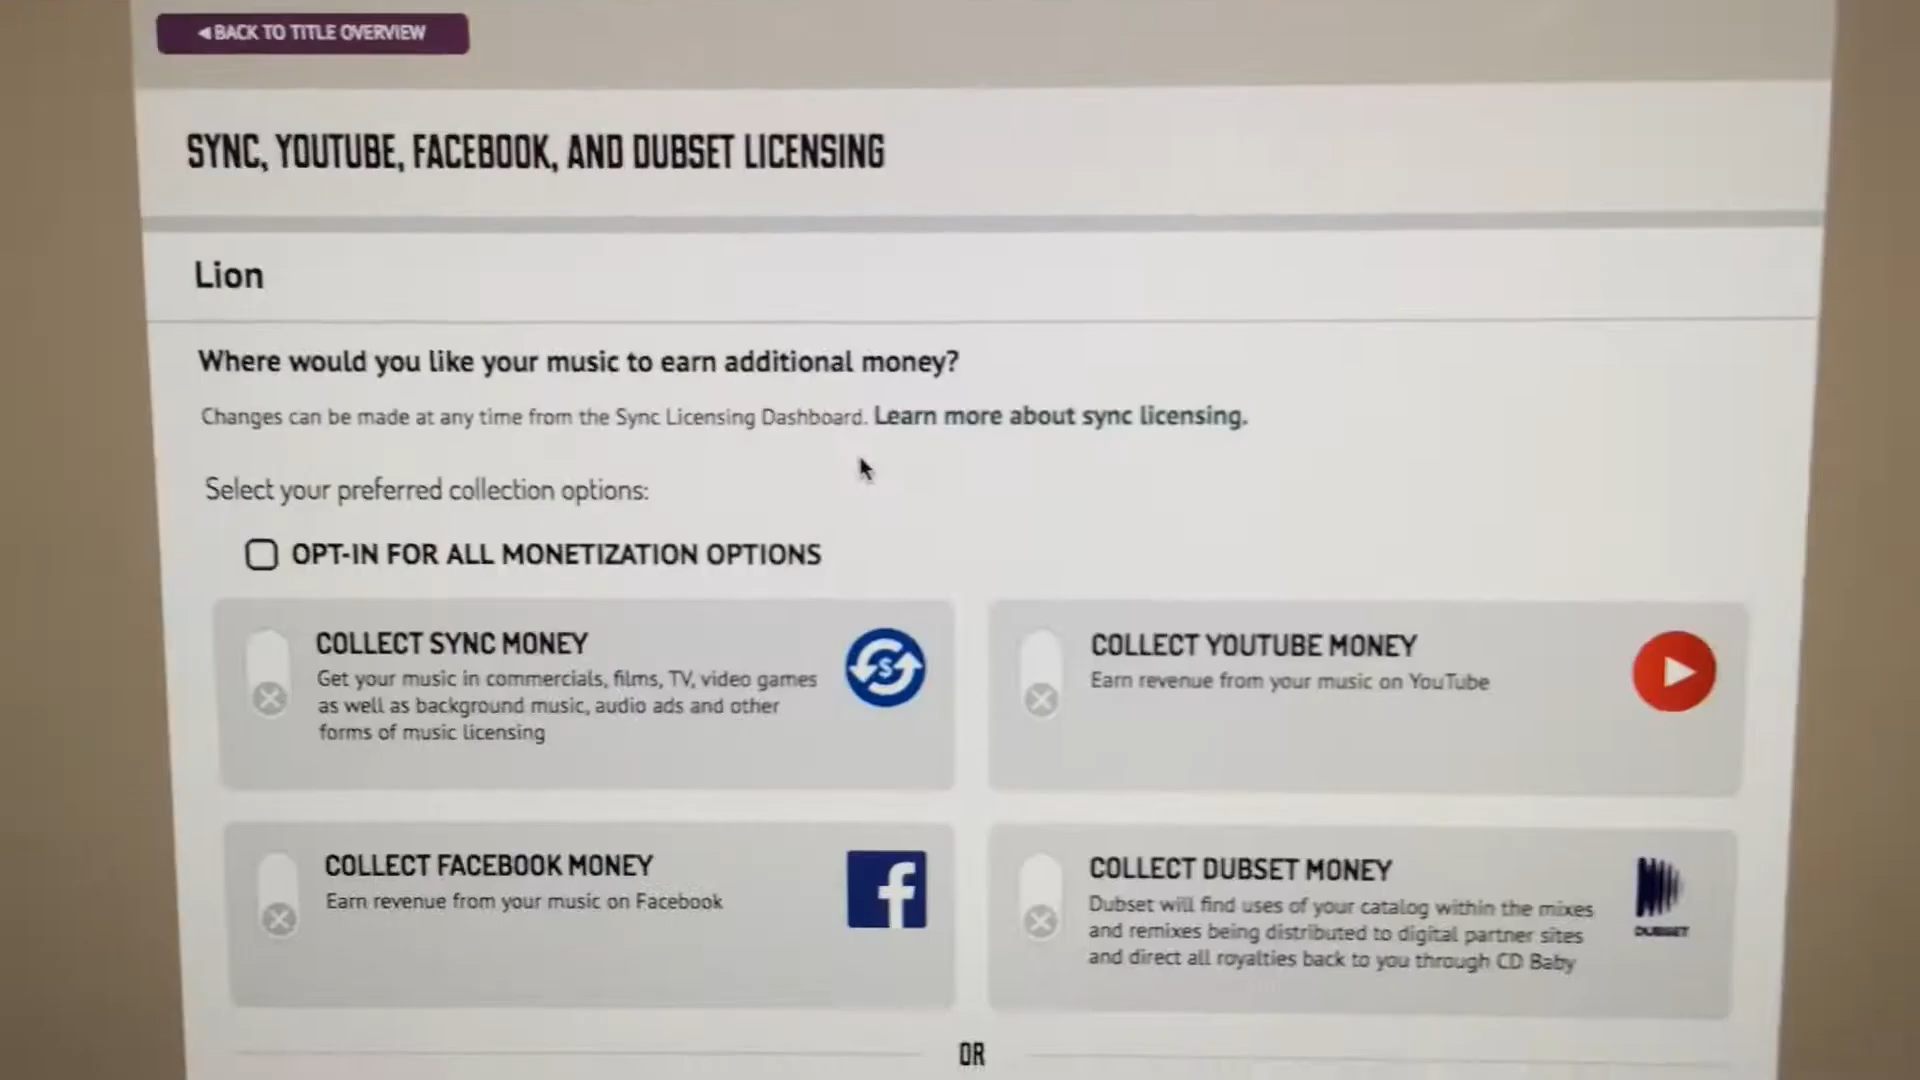 ◀BACK TO TITLE OVERVIEW
SYNC, YOUTUBE, FACEBOOK, AND DUBSET LICENSING
Lion
Where would you like your music to earn additional money?
Changes can be made at any time from the Sync Licensing Dashboard. Learn more about sync licensing.
Select your preferred collection options:
OPT-IN FOR ALL MONETIZATION OPTIONS
COLLECT SYNC MONEY
Get your music in commercials, films, TV, video games
as well as background music, audio ads and other
forms of music licensing
$
COLLECT YOUTUBE MONEY
Earn revenue from your music on YouTube
COLLECT FACEBOOK MONEY
Earn revenue from your music on Facebook
f
COLLECT DUBSET MONEY
Dubset will find uses of your catalog within the mixes
and remixes being distributed to digital partner sites
and direct all royalties back to you through CD Baby
DUBSET
OR